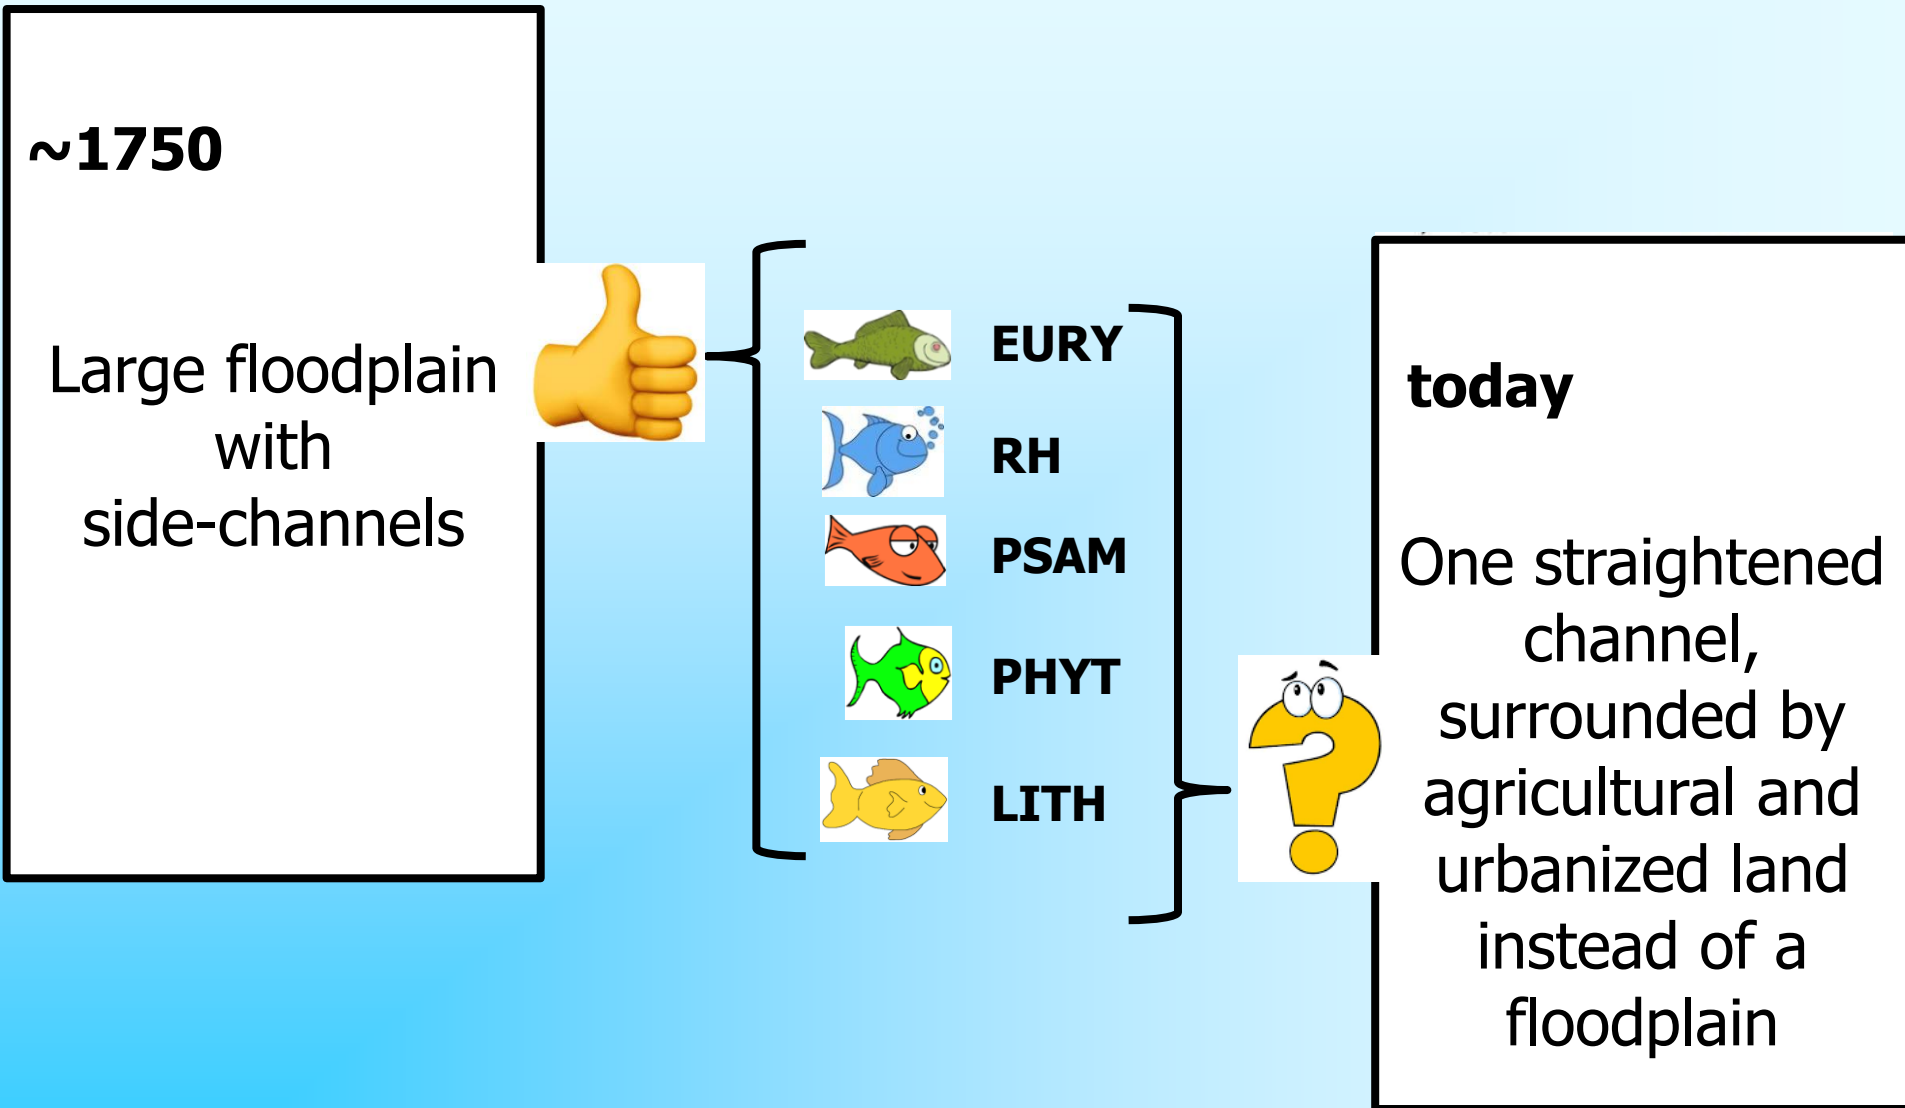 ~1750
Large floodplain
with
side-channels
EURY
RH
PSAM
PHYT
LITH
today
One straightened
channel,
surrounded by
agricultural and
urbanized land
instead of a
floodplain